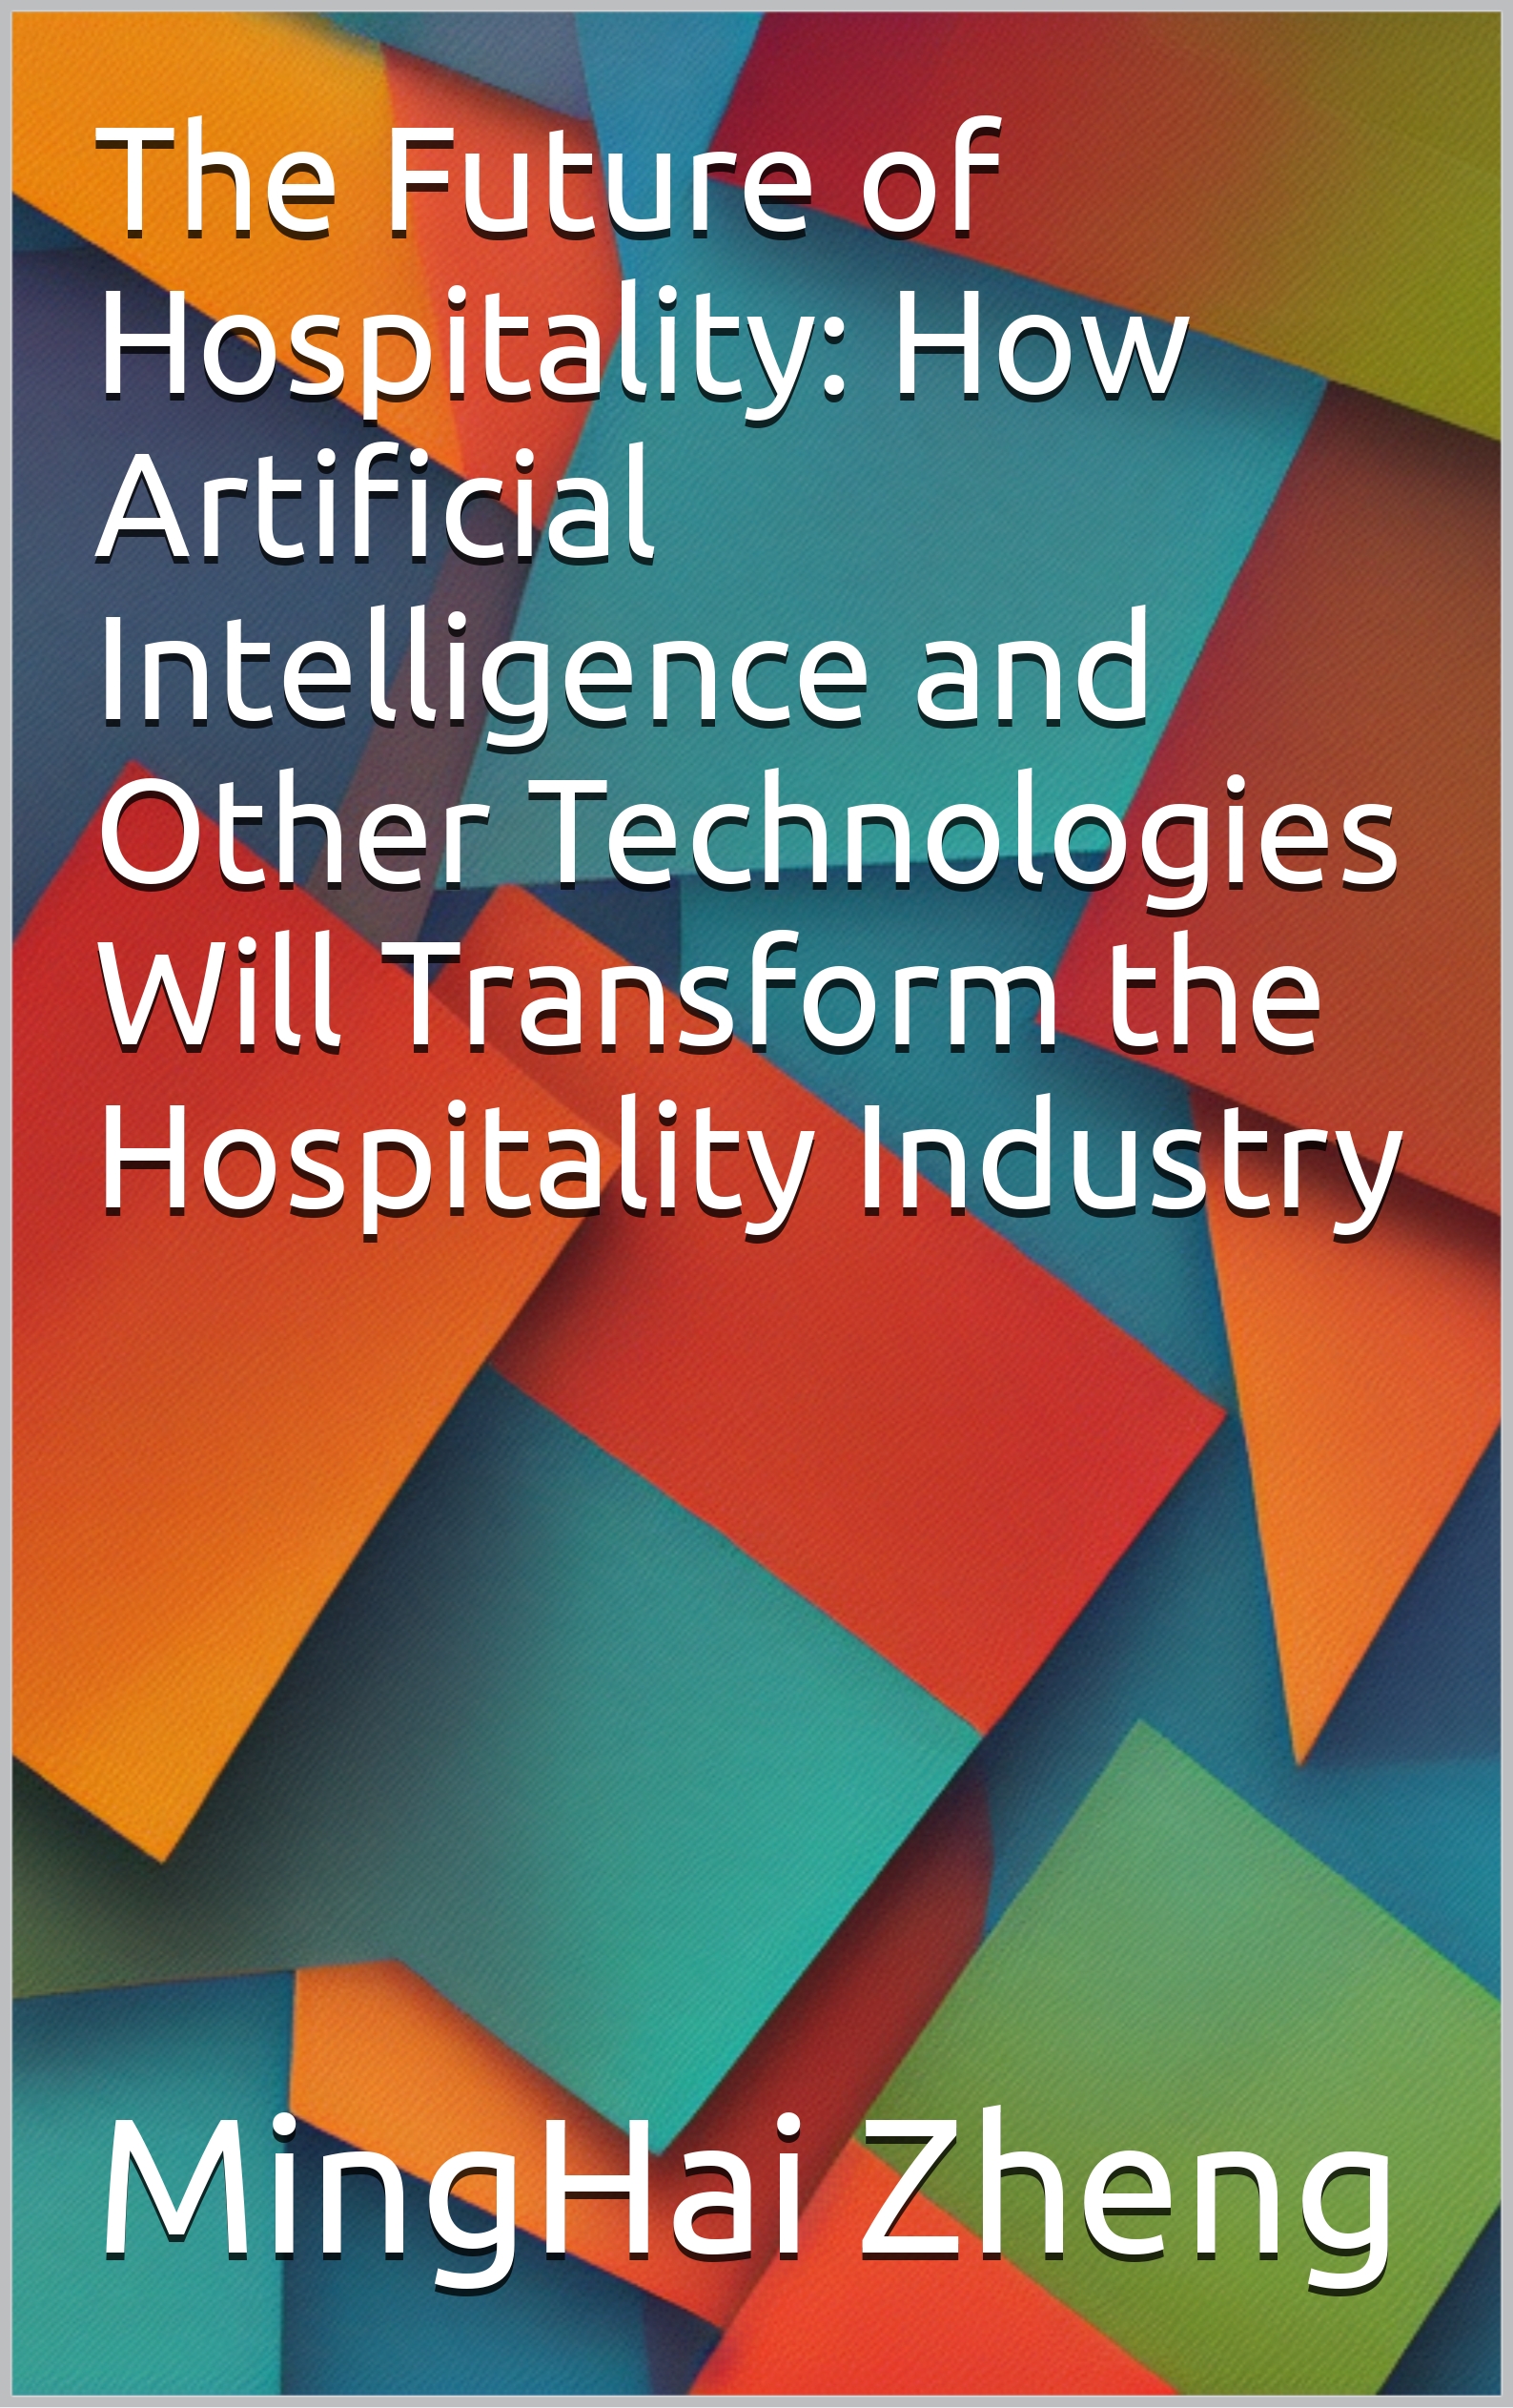 The Future of
Hospitality: How
Artificial
Intelligence and
Other Technologies
Will Transform the
Hospitality Industry
MingHai Zheng